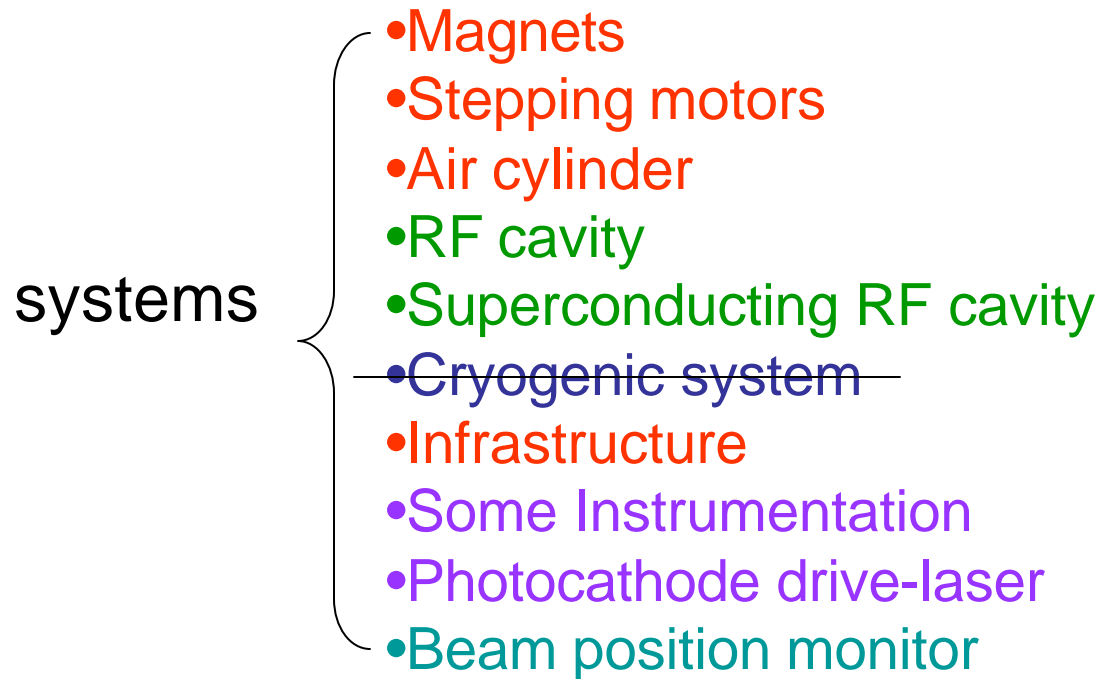 •Magnets
•Stepping motors
•Air cylinder
•RF cavity
systems
•Superconducting RF cavity
•Cryogenic system
•Infrastructure
•Some Instrumentation
•Photocathode drive-laser
•Beam position monitor